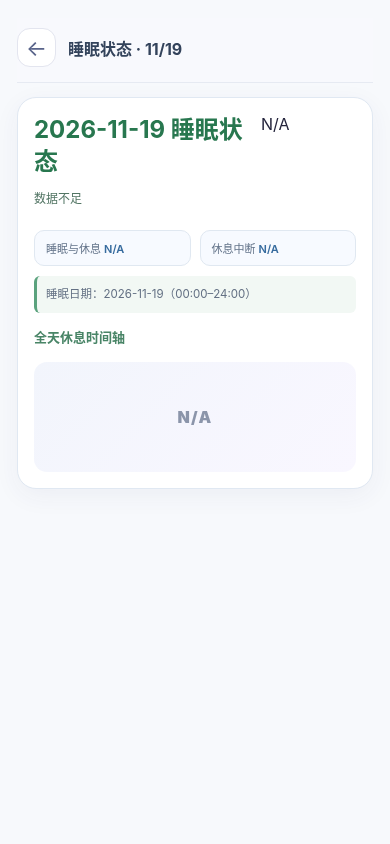 睡眠状态 · 11/19
2026-11-19 睡眠状
态
N/A
数据不足
睡眠与休息 N/A
休息中断 N/A
睡眠日期：2026-11-19（00:00–24:00）
全天休息时间轴
N/A